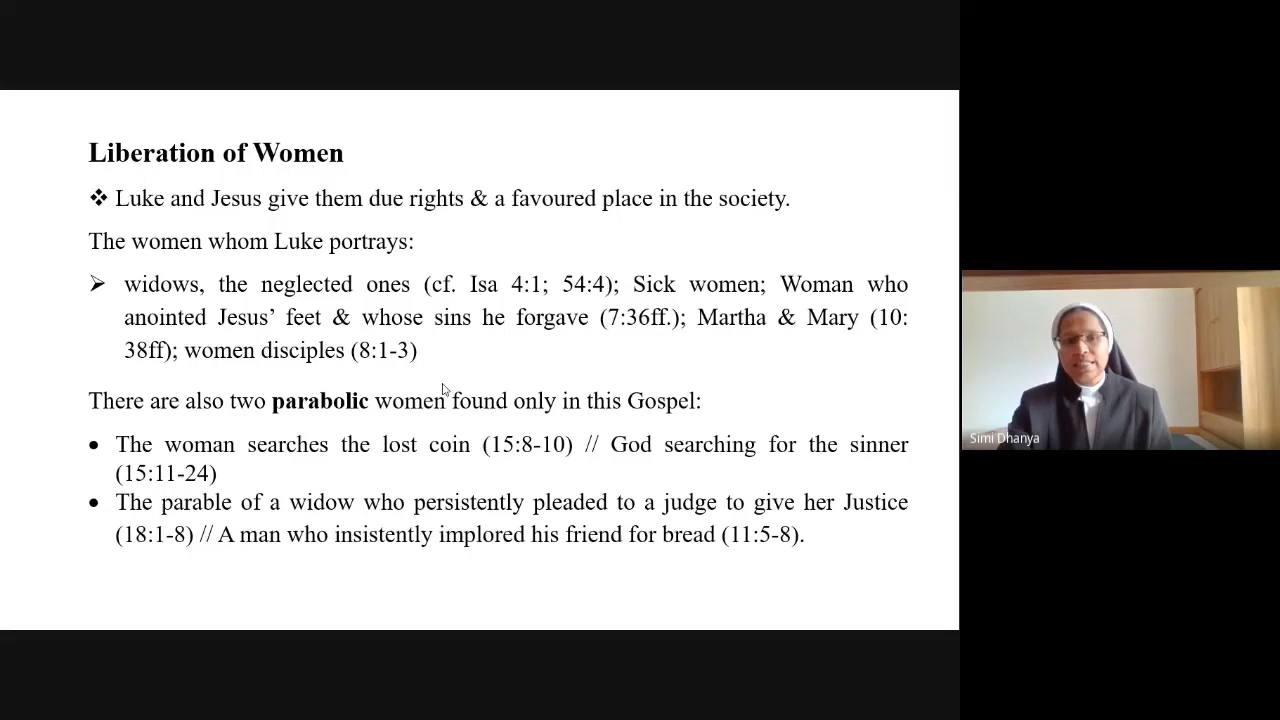 Liberation of Women
❖ Luke and Jesus give them due rights & a favoured place in the society.
The women whom Luke portrays:
➢ widows, the neglected ones (cf. Isa 4:1; 54:4); Sick women; Woman who
anointed Jesus’ feet & whose sins he forgave (7:36ff.); Martha & Mary (10:
38ff); women disciples (8:1-3)
There are also two parabolic women found only in this Gospel:
• The woman searches the lost coin (15:8-10) // God searching for the sinner
(15:11-24)
• The parable of a widow who persistently pleaded to a judge to give her Justice
(18:1-8) // A man who insistently implored his friend for bread (11:5-8).
Simi Dhanya